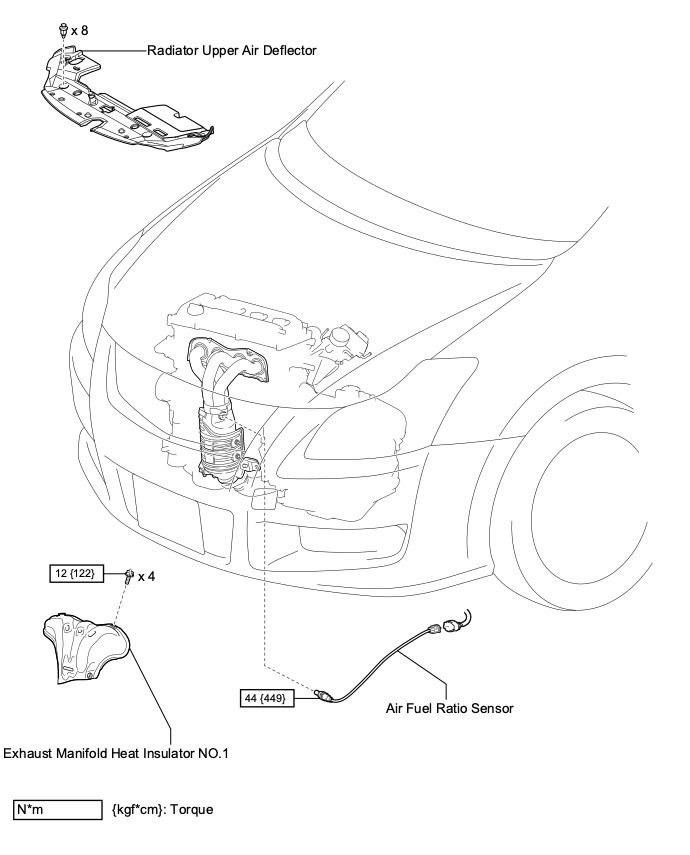 x 8
Radiator Upper Air Deflector
12 {122}
x 4
44 {449}
Air Fuel Ratio Sensor
Exhaust Manifold Heat Insulator NO.1
N*m {kgf*cm}: Torque